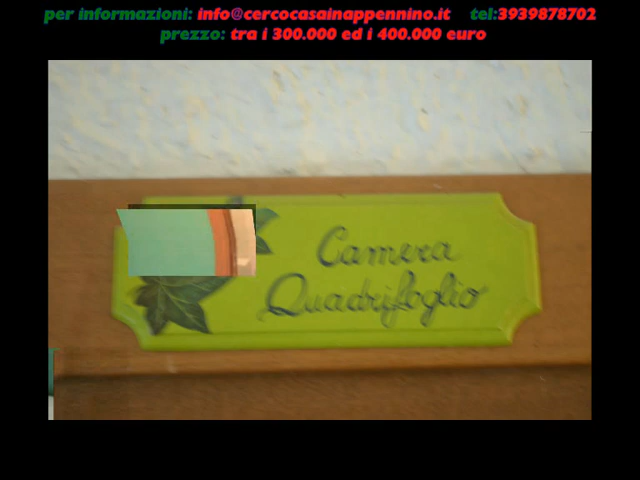 per informazioni: info@cercocasainappennino.it tel:3939878702
prezzo: tra i 300.000 ed i 400.000 euro
Camera
Quadrifoglio